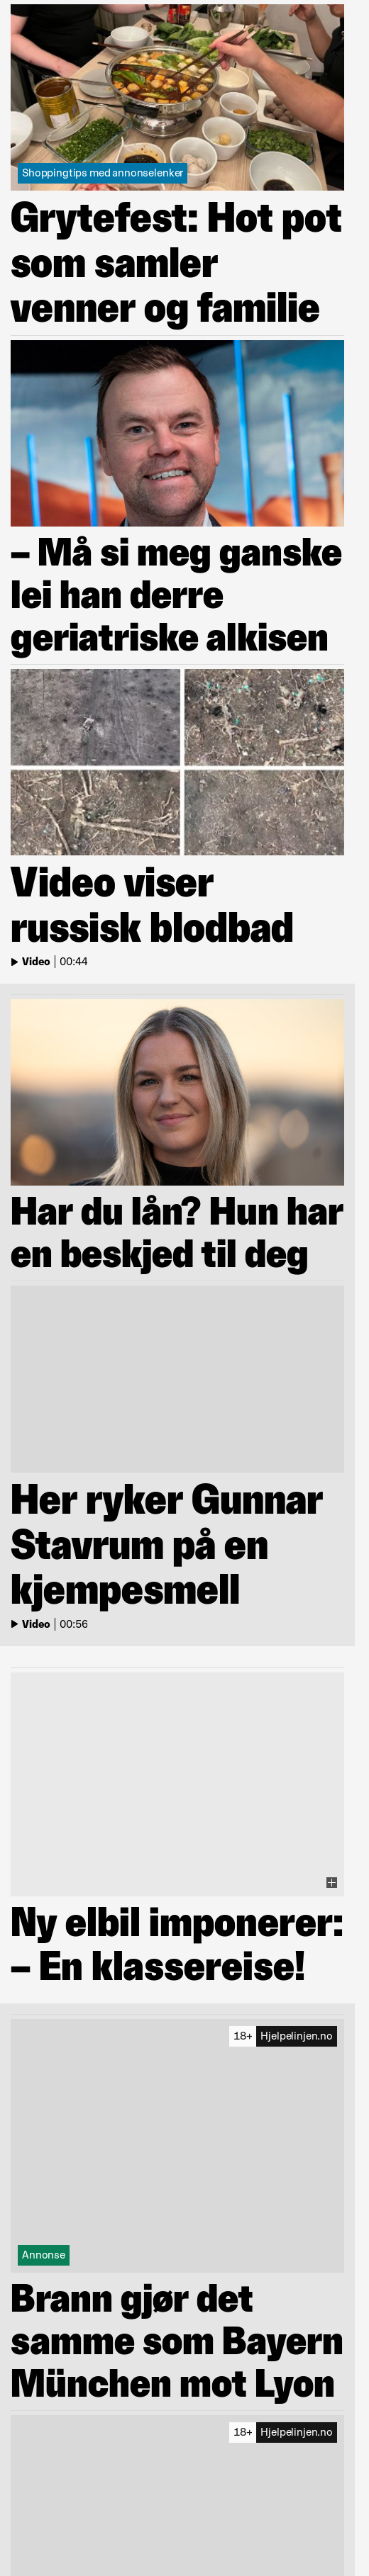 Shoppingtips med annonselenker
Grytefest: Hot pot
som samler
venner og familie
– Må si meg ganske
lei han derre
geriatriske alkisen
Video viser
russisk blodbad
Video | 00:44
Har du lån? Hun har
en beskjed til deg
Her ryker Gunnar
Stavrum på en
kjempesmell
Video | 00:56
Ny elbil imponerer:
– En klassereise!
18+ Hjelpelinjen.no
Annonse
Brann gjør det
samme som Bayern
München mot Lyon
18+ Hjelpelinjen.no